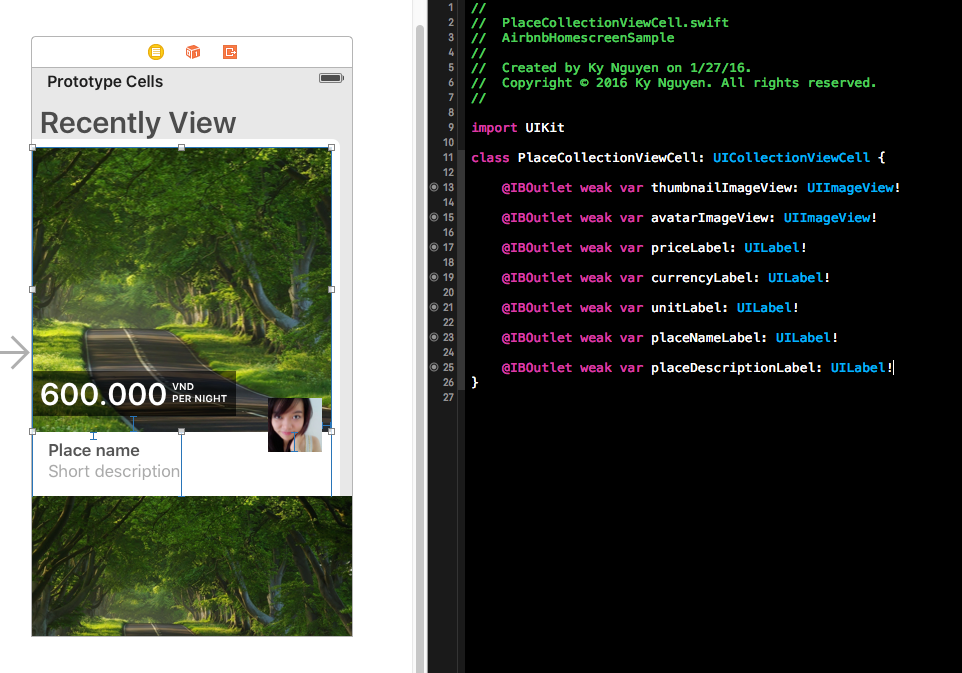 Prototype Cells
Recently View
600.000
VND
PER NIGHT
Place name
Short description
1 //
2 //  PlaceCollectionViewCell.swift
3 //  AirbnbHomescreenSample
4 //
5 //  Created by Ky Nguyen on 1/27/16.
6 //  Copyright © 2016 Ky Nguyen. All rights reserved.
7 //
8
9 import UIKit
10
11 class PlaceCollectionViewCell: UICollectionViewCell {
12
13     @IBOutlet weak var thumbnailImageView: UIImageView!
14
15     @IBOutlet weak var avatarImageView: UIImageView!
16
17     @IBOutlet weak var priceLabel: UILabel!
18
19     @IBOutlet weak var currencyLabel: UILabel!
20
21     @IBOutlet weak var unitLabel: UILabel!
22
23     @IBOutlet weak var placeNameLabel: UILabel!
24
25     @IBOutlet weak var placeDescriptionLabel: UILabel!
26 }
27